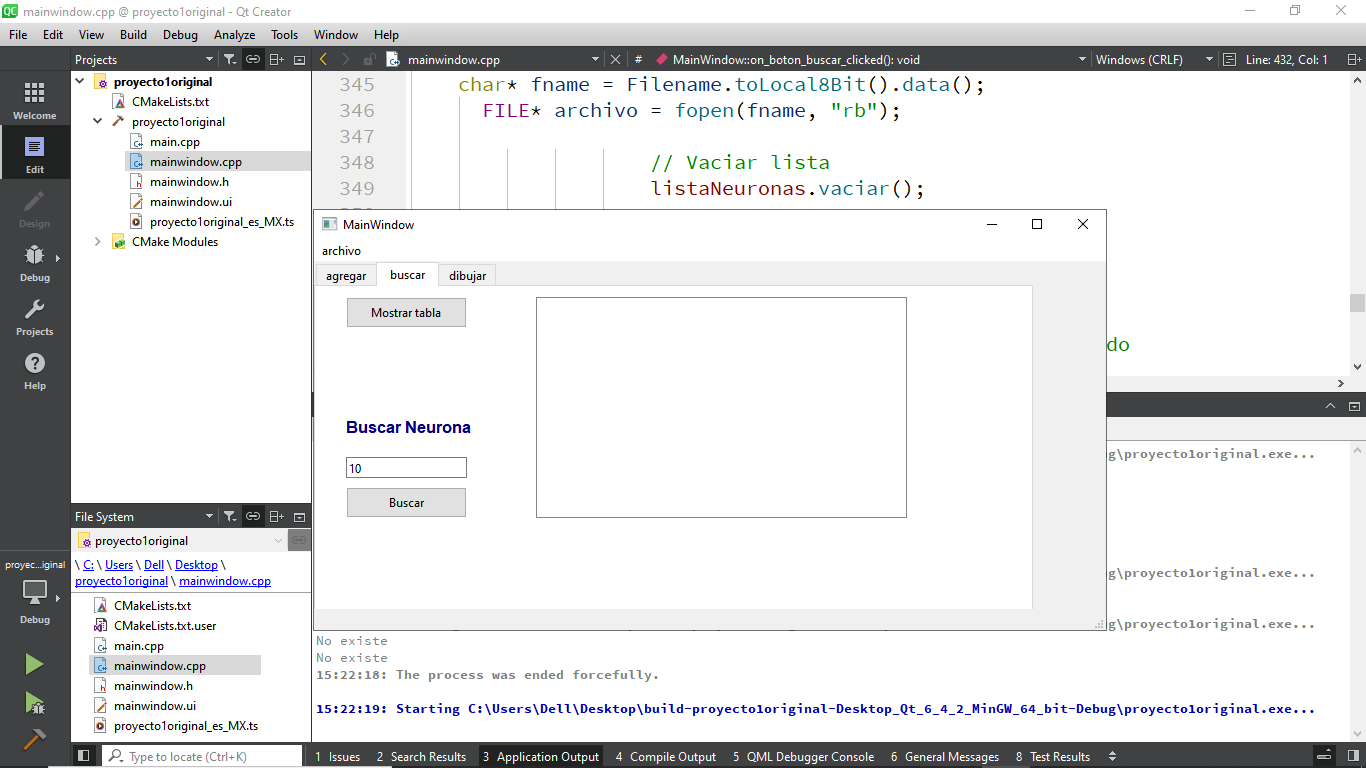 mainwindow.cpp @ proyecto1original - Qt Creator
File Edit View Build Debug Analyze Tools Window Help
Projects
mainwindow.cpp
#
MainWindow::on_boton_buscar_clicked(): void
Windows (CRLF)
Line: 432, Col: 1
Welcome
Edit
Design
Debug
Projects
Help
proyecto1original
CMakeLists.txt
proyecto1original
main.cpp
mainwindow.cpp
mainwindow.h
mainwindow.ui
proyecto1original_es_MX.ts
CMake Modules
345 char* fname = Filename.toLocal8Bit().data();
346 FILE* archivo = fopen(fname, "rb");
347
348 // Vaciar lista
349 listaNeuronas.vaciar();
do
MainWindow
archivo
agregar buscar dibujar
Mostrar tabla
Buscar Neurona
10
Buscar
File System
proyecto1original
\ C: \ Users \ Dell \ Desktop \
proyecto1original \ mainwindow.cpp
CMakeLists.txt
CMakeLists.txt.user
main.cpp
mainwindow.cpp
mainwindow.h
mainwindow.ui
proyecto1original_es_MX.ts
proyec...iginal
Debug
g\proyecto1original.exe...
g\proyecto1original.exe...
g\proyecto1original.exe...
No existe
No existe
15:22:18: The process was ended forcefully.
15:22:19: Starting C:\Users\Dell\Desktop\build-proyecto1original-Desktop_Qt_6_4_2_MinGW_64_bit-Debug\proyecto1original.exe...
Type to locate (Ctrl+K)
1 Issues 2 Search Results 3 Application Output 4 Compile Output 5 QML Debugger Console 6 General Messages 8 Test Results